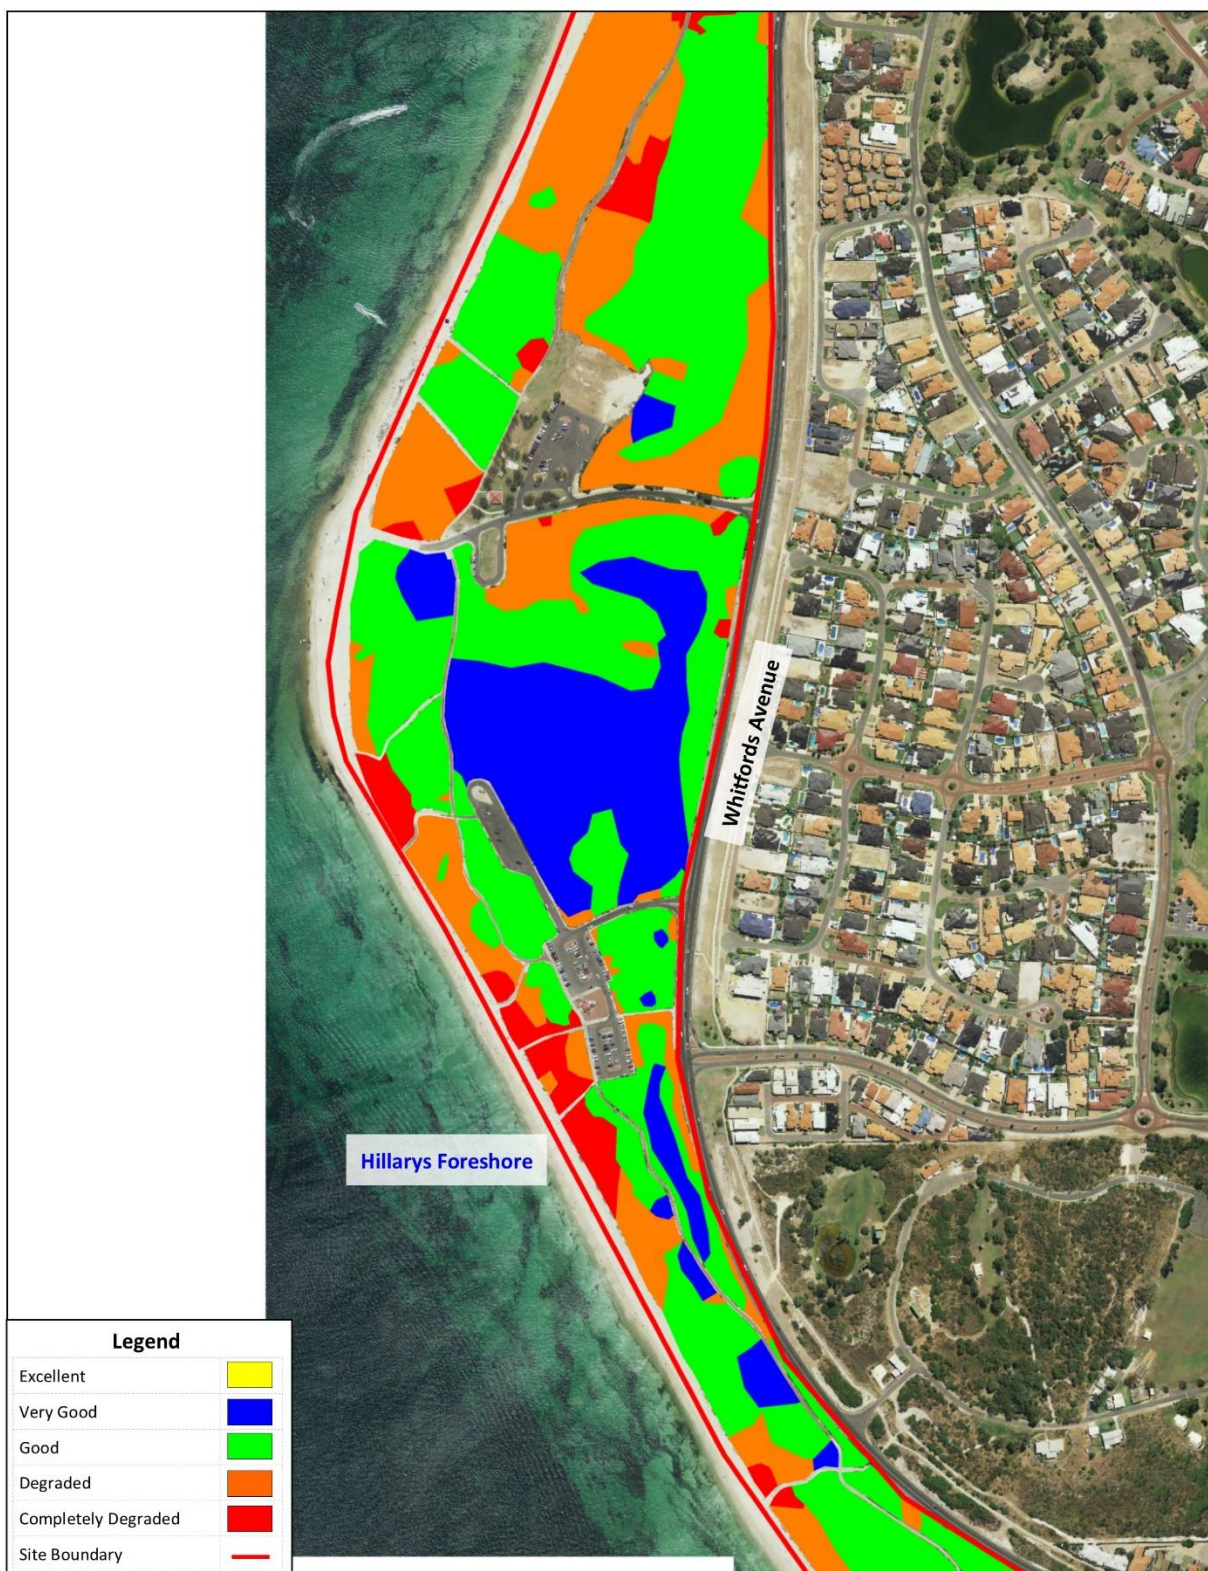 Whitfords Avenue
Hillarys Foreshore
Legend
Excellent
Very Good
Good
Degraded
Completely Degraded
Site Boundary